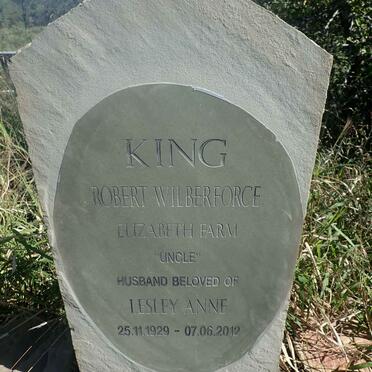 KING
ROBERT WILBERFORCE
ELIZABETH FARM
"UNCLE"
HUSBAND BELOVED OF
LESLEY ANNE
25.11.1929 - 07.06.2012